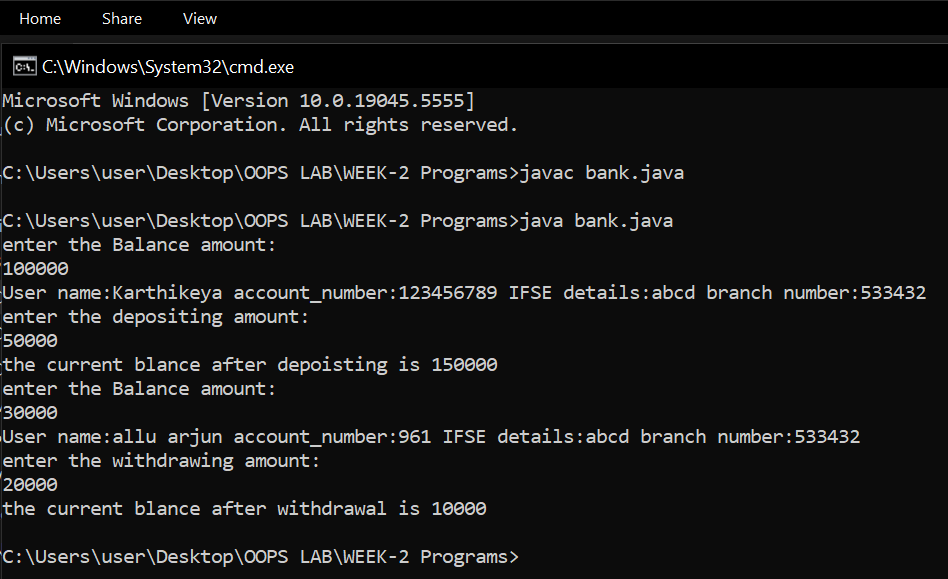 Home Share View
C:\Windows\System32\cmd.exe
Microsoft Windows [Version 10.0.19045.5555]
(c) Microsoft Corporation. All rights reserved.
C:\Users\user\Desktop\OOPS LAB\WEEK-2 Programs>javac bank.java
C:\Users\user\Desktop\OOPS LAB\WEEK-2 Programs>java bank.java
enter the Balance amount:
100000
User name:Karthikeya account_number:123456789 IFSE details:abcd branch number:533432
enter the depositing amount:
50000
the current blance after depoisting is 150000
enter the Balance amount:
30000
User name:allu arjun account_number:961 IFSE details:abcd branch number:533432
enter the withdrawing amount:
20000
the current blance after withdrawal is 10000
C:\Users\user\Desktop\OOPS LAB\WEEK-2 Programs>